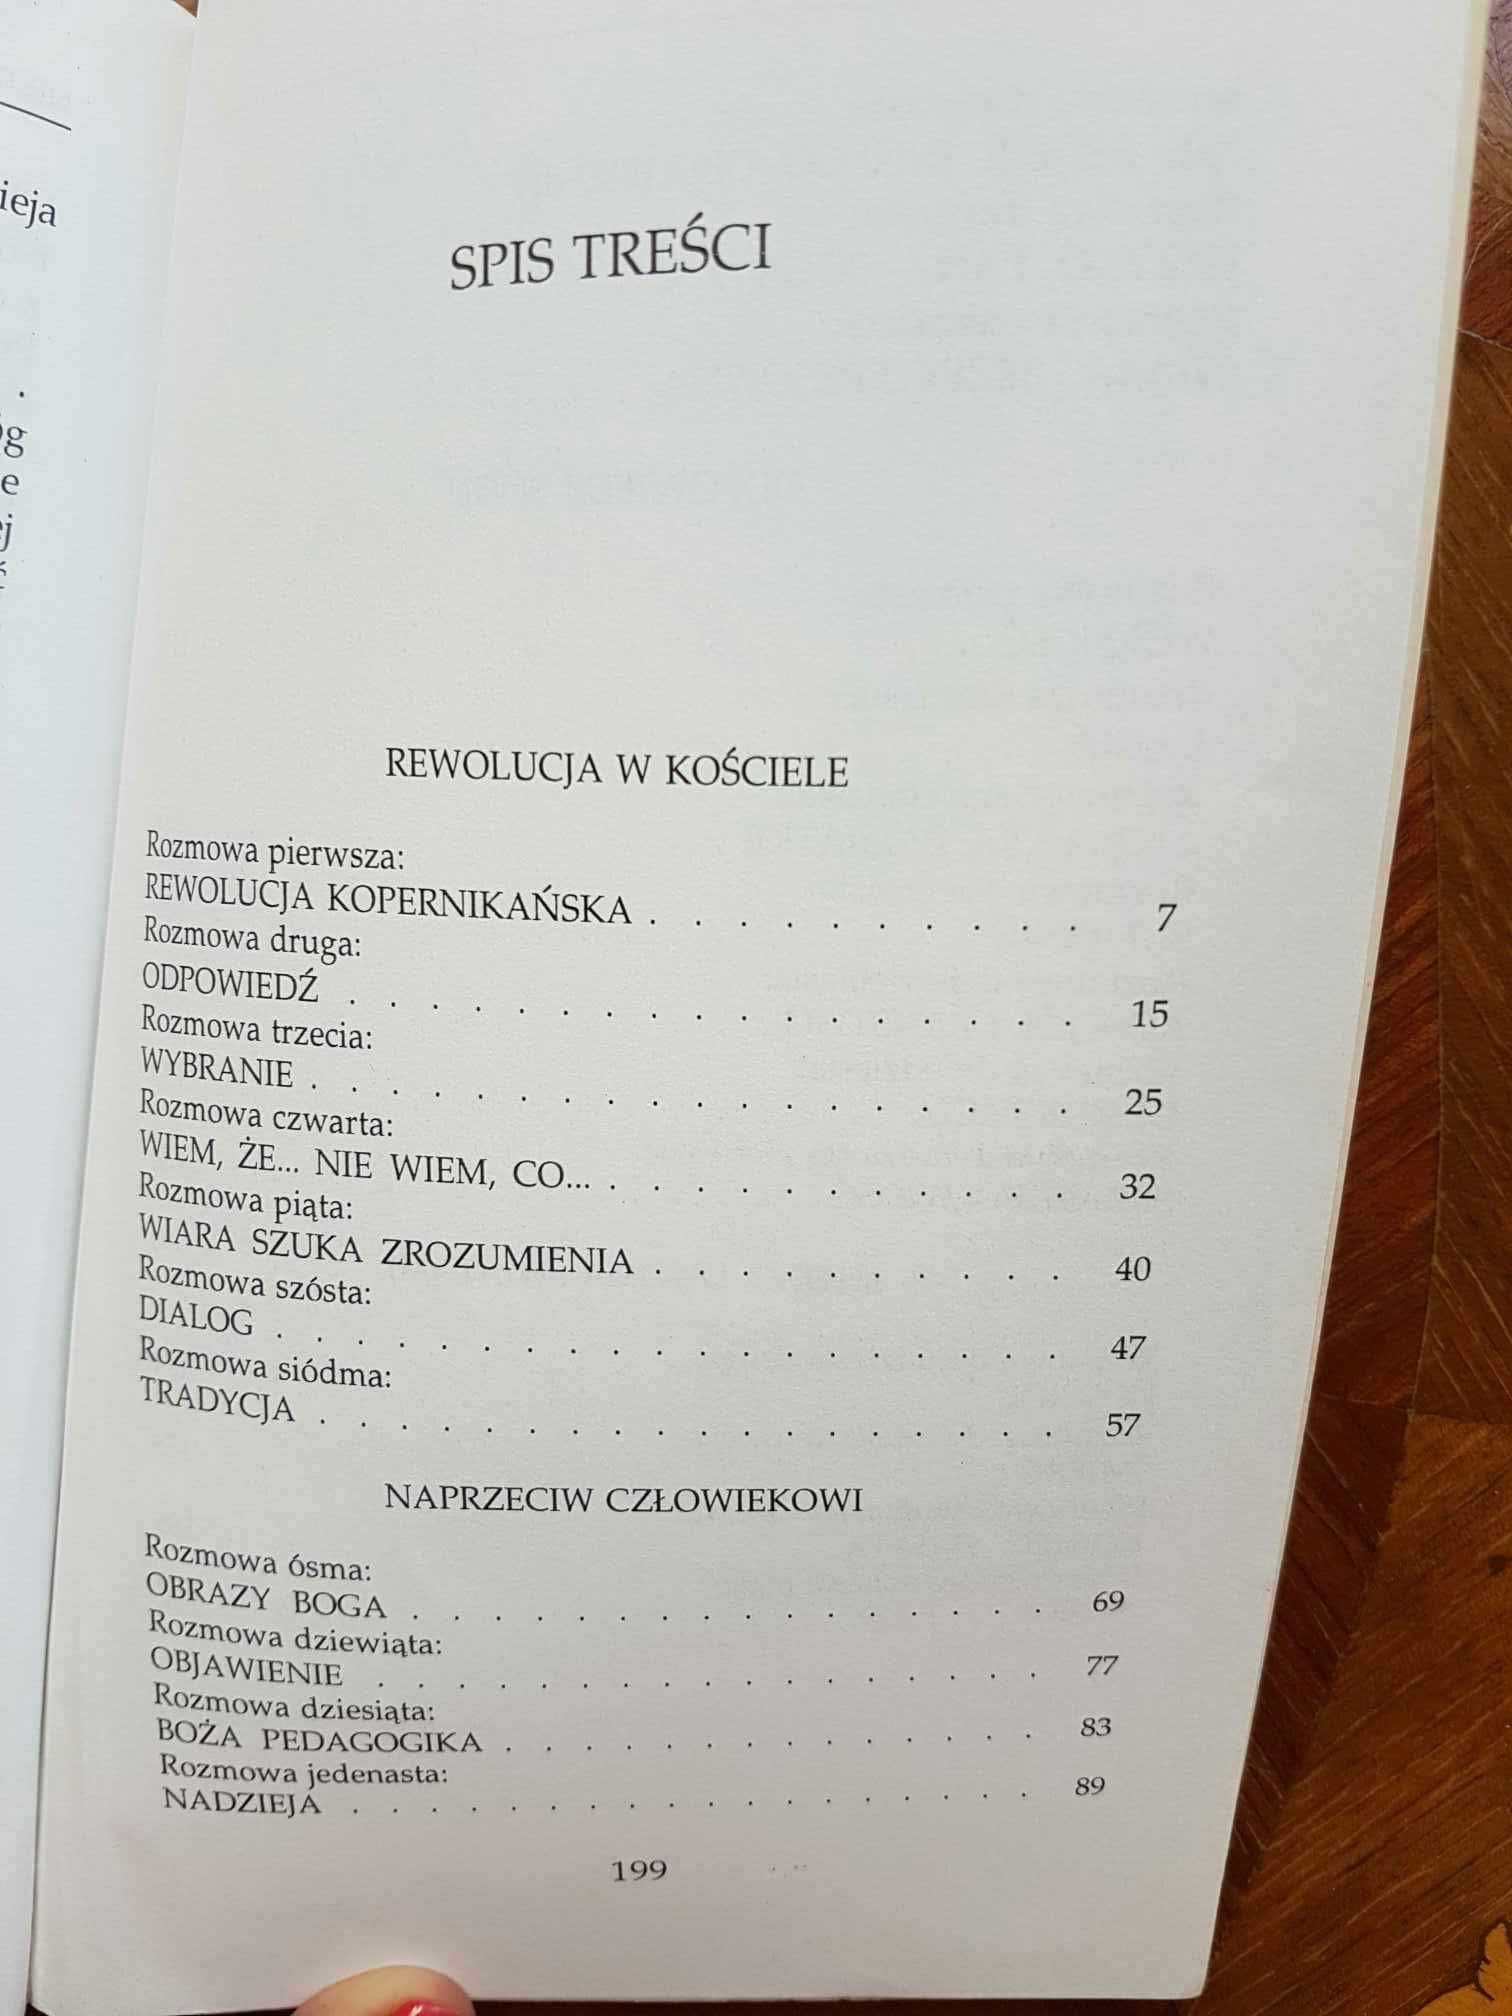 ieja
.
óg
e
ej
ć
SPIS TREŚCI
REWOLUCJA W KOŚCIELE
Rozmowa pierwsza:
REWOLUCJA KOPERNIKAŃSKA . . . . . . . . . . . 7
Rozmowa druga:
ODPOWIEDŹ . . . . . . . . . . . . . . . . . . 15
Rozmowa trzecia:
WYBRANIE . . . . . . . . . . . . . . . . . . . 25
Rozmowa czwarta:
WIEM, ŻE... NIE WIEM, CO... . . . . . . . . . . . . 32
Rozmowa piąta:
WIARA SZUKA ZROZUMIENIA . . . . . . . . . . 40
Rozmowa szósta:
DIALOG . . . . . . . . . . . . . . . . . . . 47
Rozmowa siódma:
TRADYCJA . . . . . . . . . . . . . . . . . . 57
NAPRZECIW CZŁOWIEKOWI
Rozmowa ósma:
OBRAZY BOGA . . . . . . . . . . . . . . . . 69
Rozmowa dziewiąta:
OBJAWIENIE . . . . . . . . . . . . . . . . . 77
Rozmowa dziesiąta:
BOŻA PEDAGOGIKA . . . . . . . . . . . . . . 83
Rozmowa jedenasta:
NADZIEJA . . . . . . . . . . . . . . . . . . 89
199